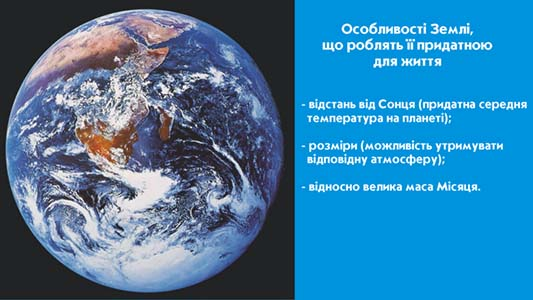 Особливості Землі,
що роблять її придатною
для життя
- відстань від Сонця (придатна середня
температура на планеті);
- розміри (можливість утримувати
відповідну атмосферу);
- відносно велика маса Місяця.